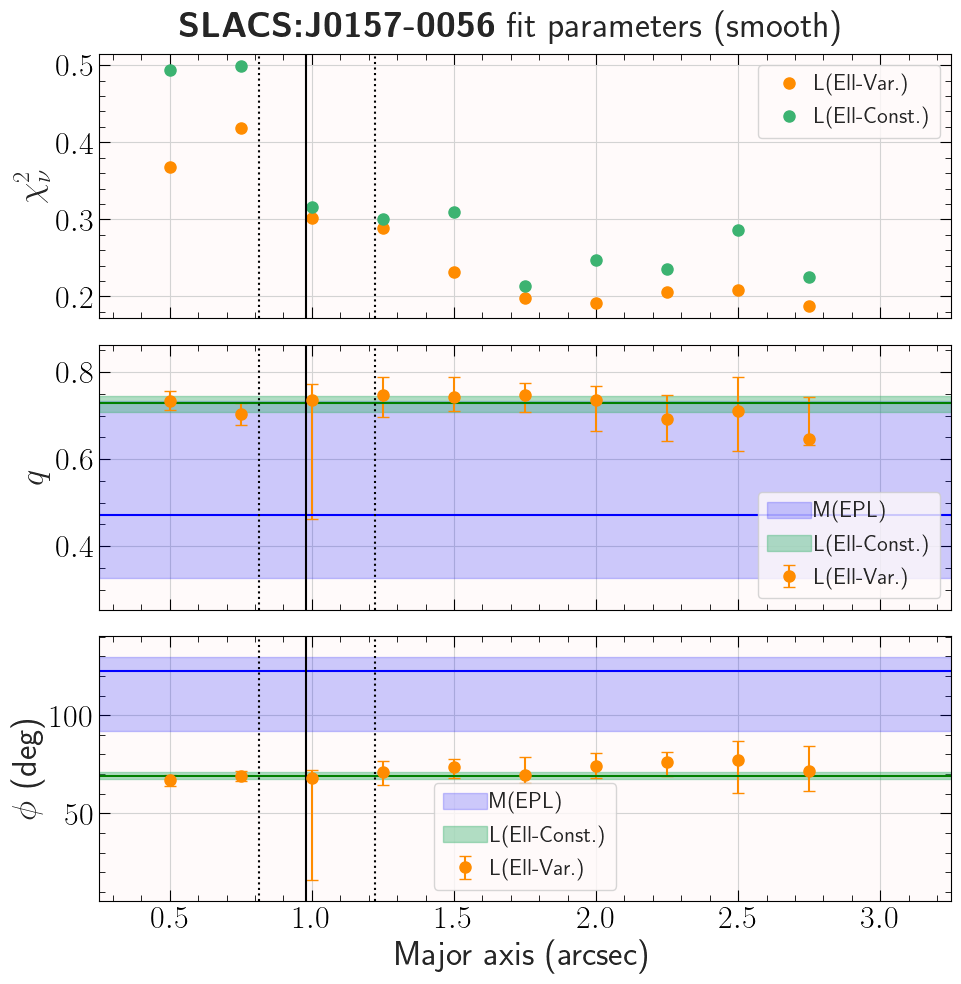 SLACS:J0157-0056 fit parameters (smooth)
0.5
0.4
0.3
0.2
χ²ᵥ
L(Ell-Var.)
L(Ell-Const.)
0.8
0.6
0.4
q
M(EPL)
L(Ell-Const.)
L(Ell-Var.)
100
50
ϕ (deg)
M(EPL)
L(Ell-Const.)
L(Ell-Var.)
0.5 1.0 1.5 2.0 2.5 3.0
Major axis (arcsec)